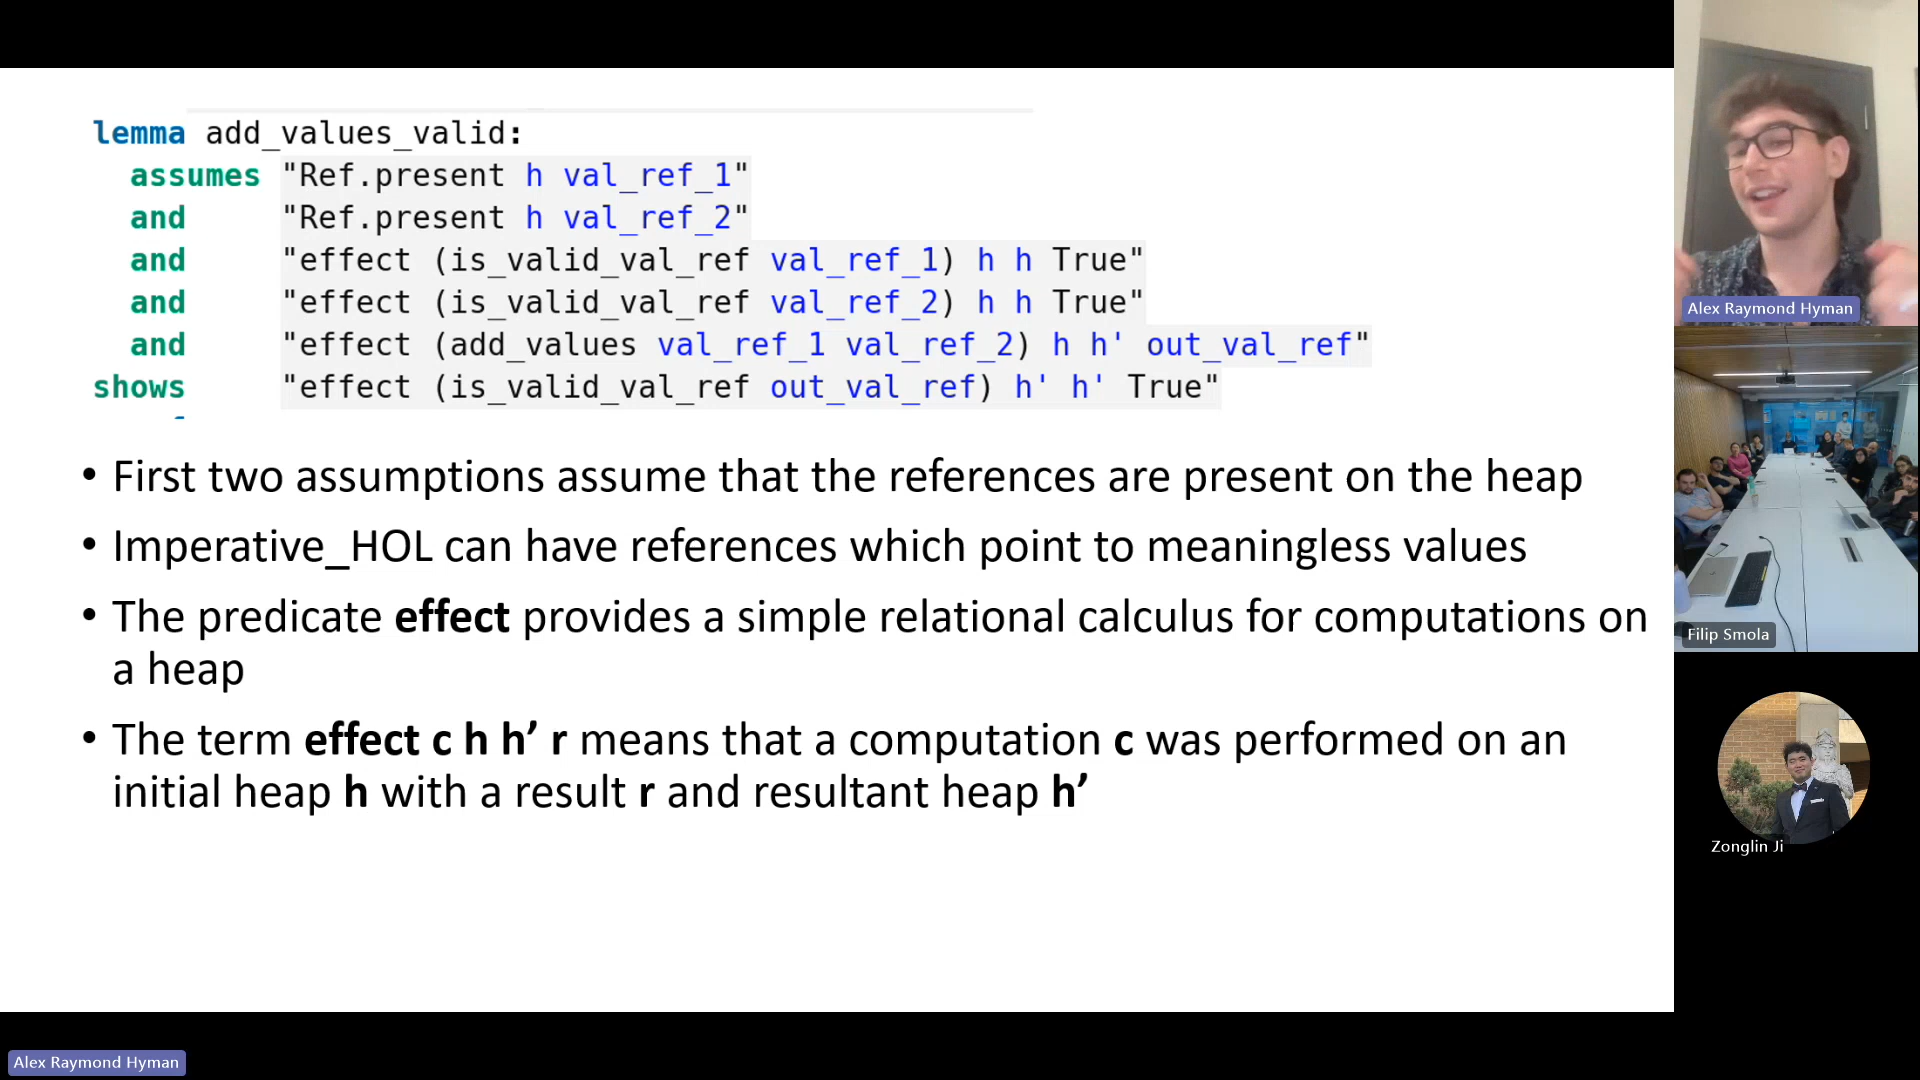 lemma add_values_valid:
assumes "Ref.present h val_ref_1"
and "Ref.present h val_ref_2"
and "effect (is_valid_val_ref val_ref_1) h h True"
and "effect (is_valid_val_ref val_ref_2) h h True"
and "effect (add_values val_ref_1 val_ref_2) h h' out_val_ref"
shows "effect (is_valid_val_ref out_val_ref) h' h' True"
• First two assumptions assume that the references are present on the heap
• Imperative_HOL can have references which point to meaningless values
• The predicate effect provides a simple relational calculus for computations on
a heap
• The term effect c h h’ r means that a computation c was performed on an
initial heap h with a result r and resultant heap h’
Alex Raymond Hyman
Filip Smola
Zonglin Ji
Alex Raymond Hyman